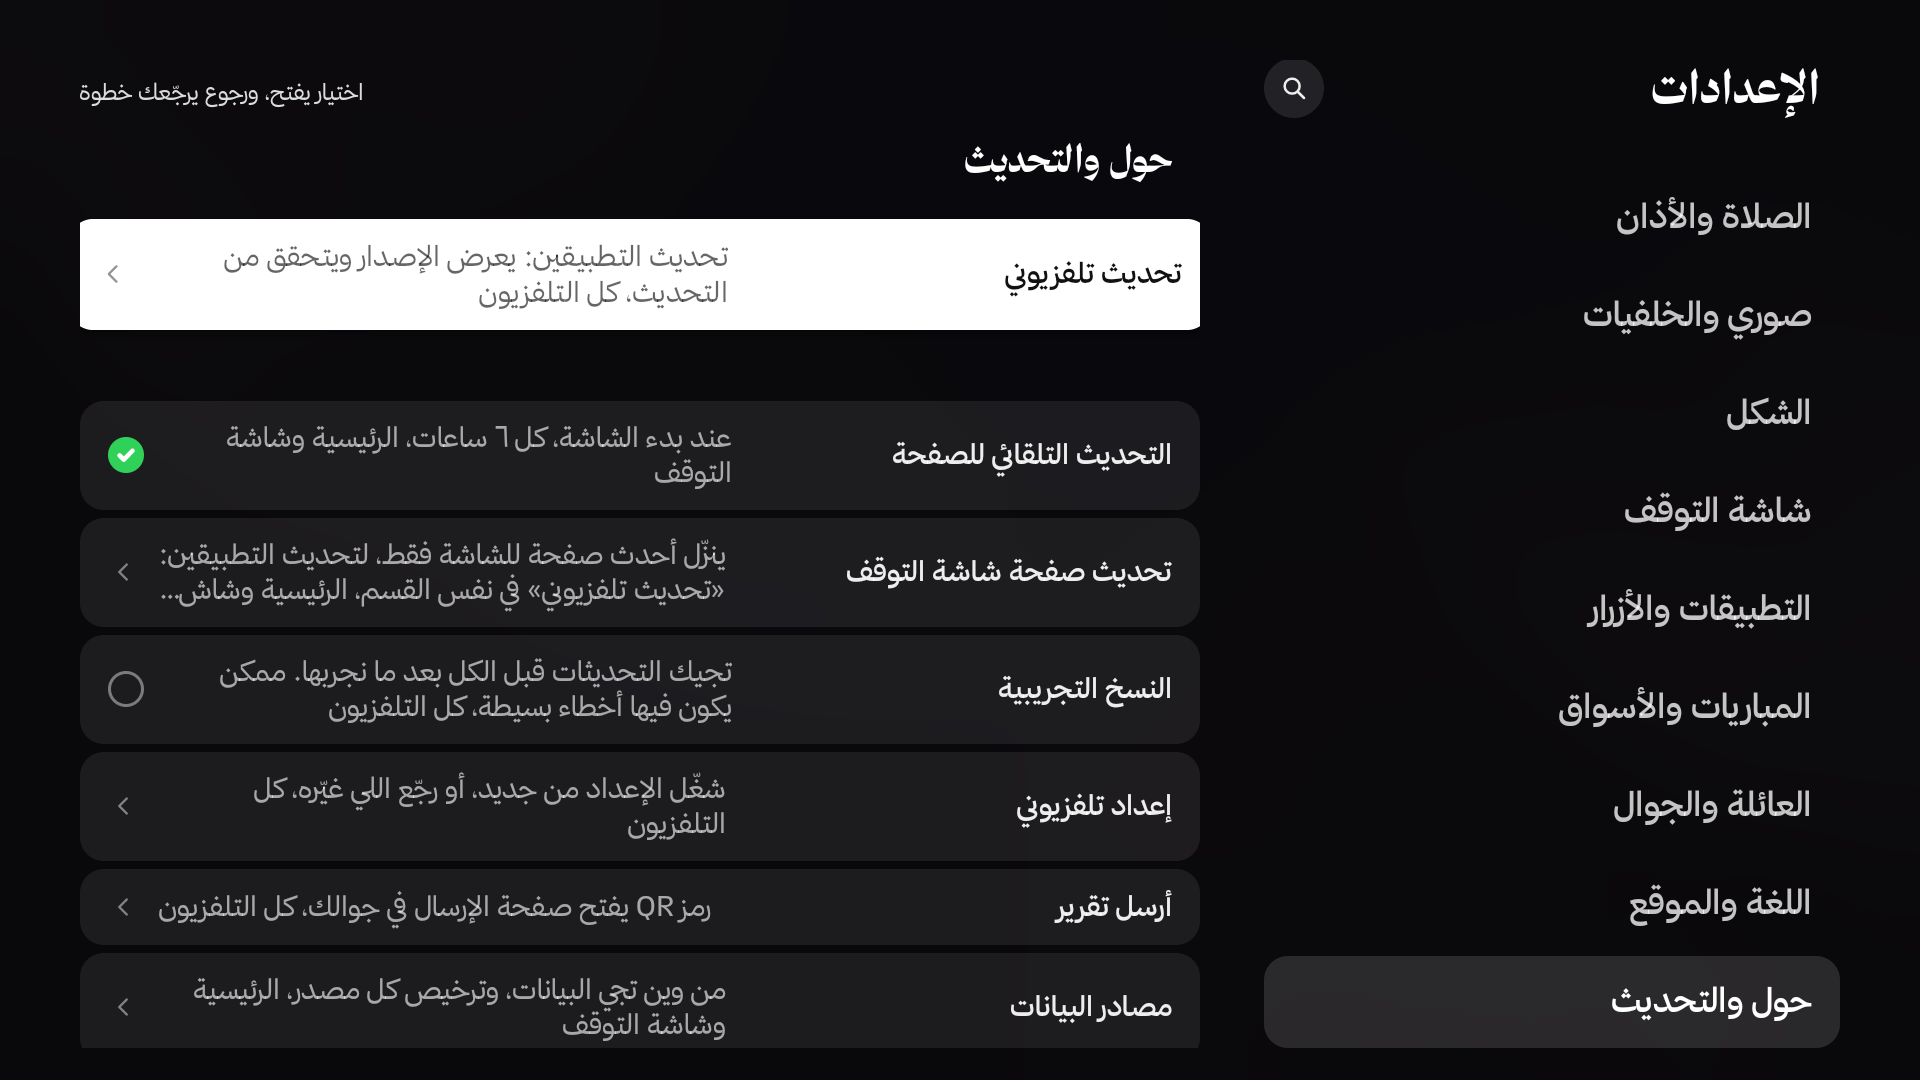 الإعدادات
الصلاة والأذان
صوري والخلفيات
الشكل
شاشة التوقف
التطبيقات والأزرار
المباريات والأسواق
العائلة والجوال
اللغة والموقع
حول والتحديث
اختيار يفتح، ورجوع يرجّعك خطوة
حول والتحديث
تحديث تلفزيوني
تحديث التطبيقين: يعرض الإصدار ويتحقق من
التحديث، كل التلفزيون
التحديث التلقائي للصفحة
عند بدء الشاشة، كل ٦ ساعات، الرئيسية وشاشة
التوقف
تحديث صفحة شاشة التوقف
ينزّل أحدث صفحة للشاشة فقط، لتحديث التطبيقين:
«تحديث تلفزيوني» في نفس القسم، الرئيسية وشاش...
النسخ التجريبية
تجيك التحديثات قبل الكل بعد ما نجربها. ممكن
يكون فيها أخطاء بسيطة، كل التلفزيون
إعداد تلفزيوني
شغّل الإعداد من جديد، أو رجّع اللي غيّره، كل
التلفزيون
أرسل تقرير
رمز QR يفتح صفحة الإرسال في جوالك، كل التلفزيون
مصادر البيانات
من وين تجي البيانات، وترخيص كل مصدر، الرئيسية
وشاشة التوقف